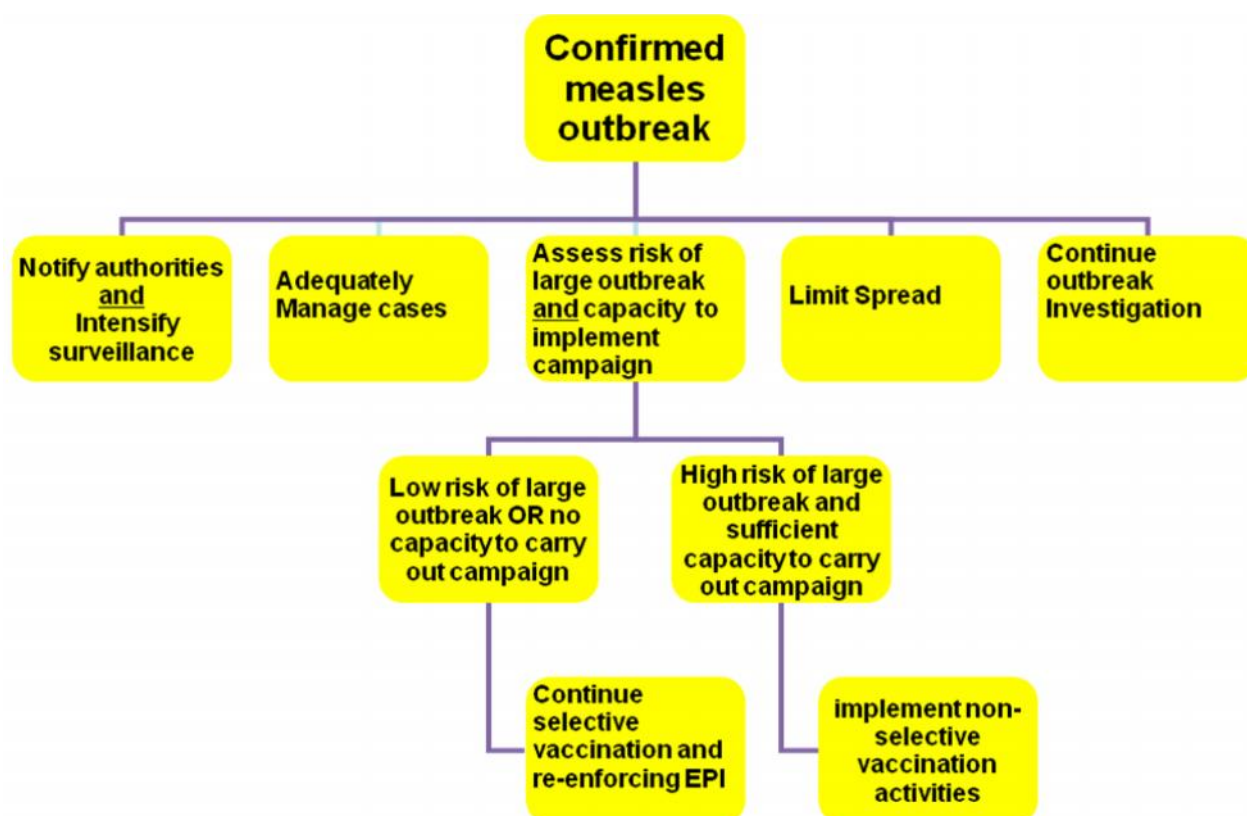 Confirmed
measles
outbreak
Notify authorities
and
Intensify
surveillance
Adequately
Manage cases
Assess risk of
large outbreak
and capacity to
implement
campaign
Limit Spread
Continue
outbreak
Investigation
Low risk of large
outbreak OR no
capacity to carry
out campaign
High risk of large
outbreak and
sufficient
capacity to carry
out campaign
Continue
selective
vaccination and
re-enforcing EPI
implement non-
selective
vaccination
activities